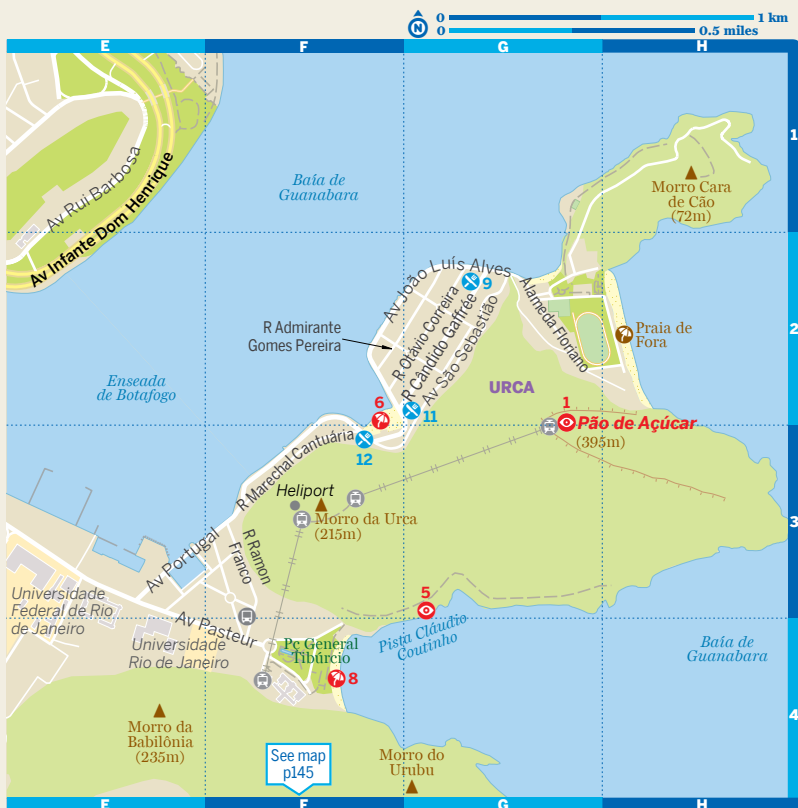 0
1 km
N
0
0.5 miles
E
F
G
H
1
Av Rui Barbosa
Av Infante Dom Henrique
Baía de
Guanabara
Morro Cara
de Cão
(72m)
Av João Luís Alves
9
R Admirante
Gomes Pereira
R Otávio Correira
R Cândido Gaffrée
Av São Sebastião
Alameda Floriano
2
Praia de
Fora
Enseada
de Botafogo
URCA
6
11
1
Pão de Açúcar
(395m)
R Marechal Cantuária
12
Heliport
Morro da Urca
(215m)
3
Av Portugal
R Ramon
Franco
Universidade
Federal de Rio
de Janeiro
Av Pasteur
5
Pista Cláudio
Coutinho
Universidade
Rio de Janeiro
Pc General
Tibúrcio
8
Baía de
Guanabara
4
Morro da
Babilônia
(235m)
See map
p145
Morro do
Urubu
E
F
G
H